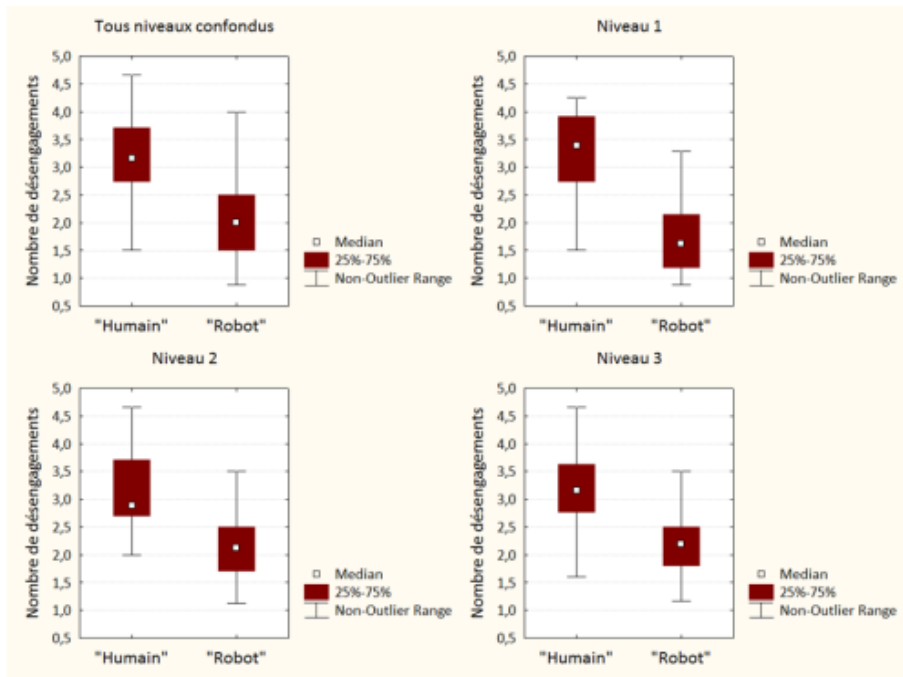 Tous niveaux confondus
Nombre de désengagements
5,0
4,5
4,0
3,5
3,0
2,5
2,0
1,5
1,0
0,5
"Humain" "Robot"
Median
25%-75%
Non-Outlier Range
Niveau 1
Nombre de désengagements
5,0
4,5
4,0
3,5
3,0
2,5
2,0
1,5
1,0
0,5
"Humain" "Robot"
Median
25%-75%
Non-Outlier Range
Niveau 2
Nombre de désengagements
5,0
4,5
4,0
3,5
3,0
2,5
2,0
1,5
1,0
0,5
"Humain" "Robot"
Median
25%-75%
Non-Outlier Range
Niveau 3
Nombre de désengagements
5,0
4,5
4,0
3,5
3,0
2,5
2,0
1,5
1,0
0,5
"Humain" "Robot"
Median
25%-75%
Non-Outlier Range